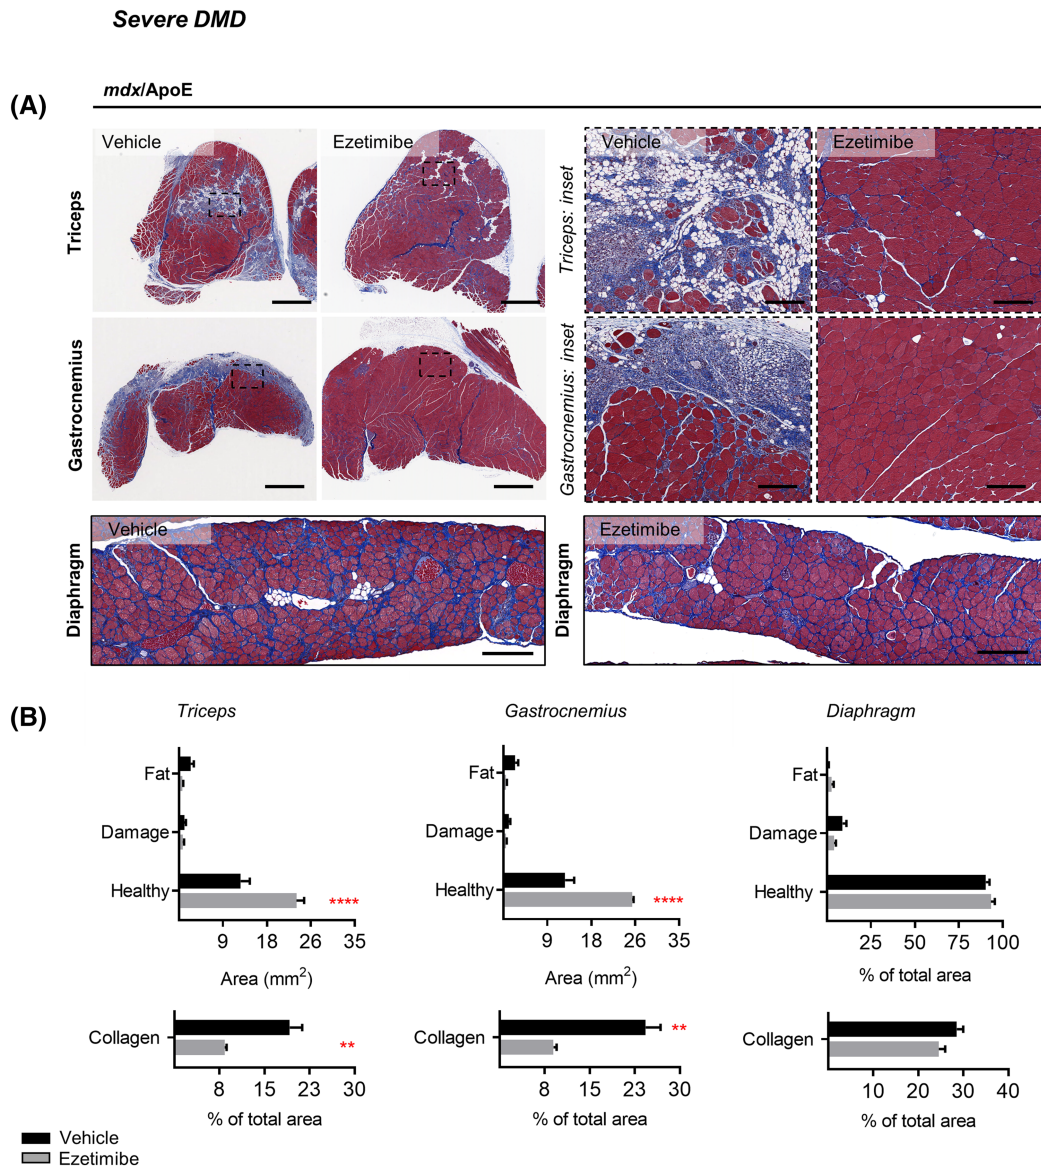 Severe DMD
mdx/ApoE
(A)
Vehicle
Ezetimibe
Vehicle
Ezetimibe
Triceps
Triceps: inset
Gastrocnemius
Gastrocnemius: inset
Vehicle
Ezetimibe
Diaphragm
Diaphragm
(B)
Triceps
Gastrocnemius
Diaphragm
Fat
Damage
Healthy
****
9 18 26 35
Area (mm2)
Fat
Damage
Healthy
****
9 18 26 35
Area (mm2)
Fat
Damage
Healthy
25 50 75 100
% of total area
Collagen
**
8 15 23 30
% of total area
Collagen
**
8 15 23 30
% of total area
Collagen
10 20 30 40
% of total area
Vehicle
Ezetimibe